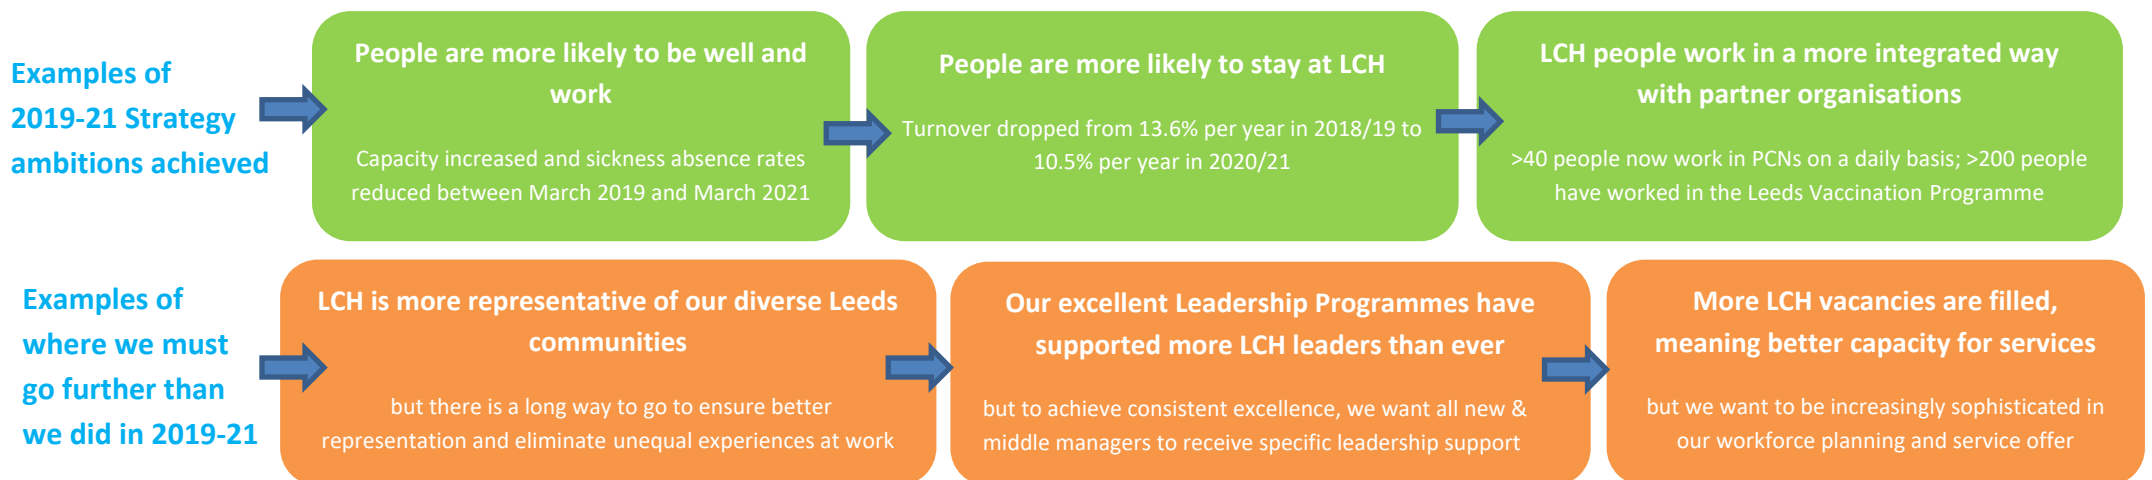 Examples of
2019-21 Strategy
ambitions achieved
People are more likely to be well and
work
Capacity increased and sickness absence rates
reduced between March 2019 and March 2021
People are more likely to stay at LCH
Turnover dropped from 13.6% per year in 2018/19 to
10.5% per year in 2020/21
LCH people work in a more integrated way
with partner organisations
>40 people now work in PCNs on a daily basis; >200 people
have worked in the Leeds Vaccination Programme
Examples of
where we must
go further than
we did in 2019-21
LCH is more representative of our diverse Leeds
communities
but there is a long way to go to ensure better
representation and eliminate unequal experiences at work
Our excellent Leadership Programmes have
supported more LCH leaders than ever
but to achieve consistent excellence, we want all new &
middle managers to receive specific leadership support
More LCH vacancies are filled,
meaning better capacity for services
but we want to be increasingly sophisticated in
our workforce planning and service offer